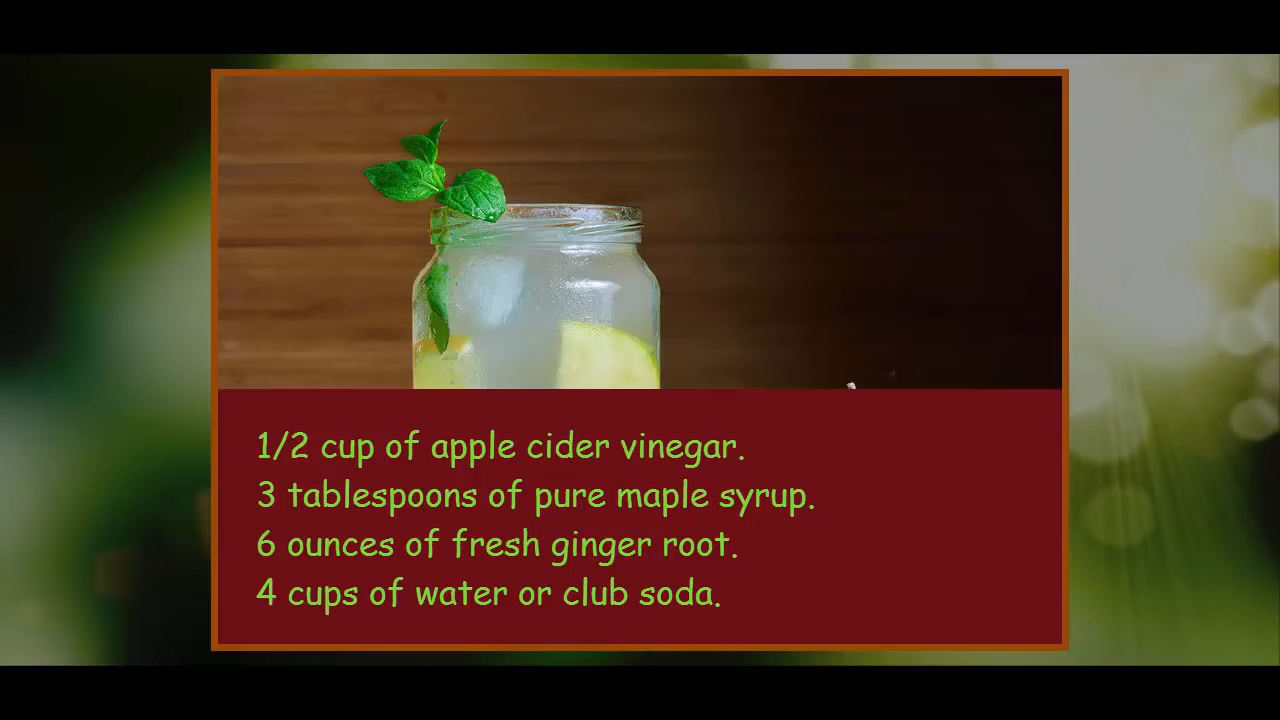 1/2 cup of apple cider vinegar.
3 tablespoons of pure maple syrup.
6 ounces of fresh ginger root.
4 cups of water or club soda.